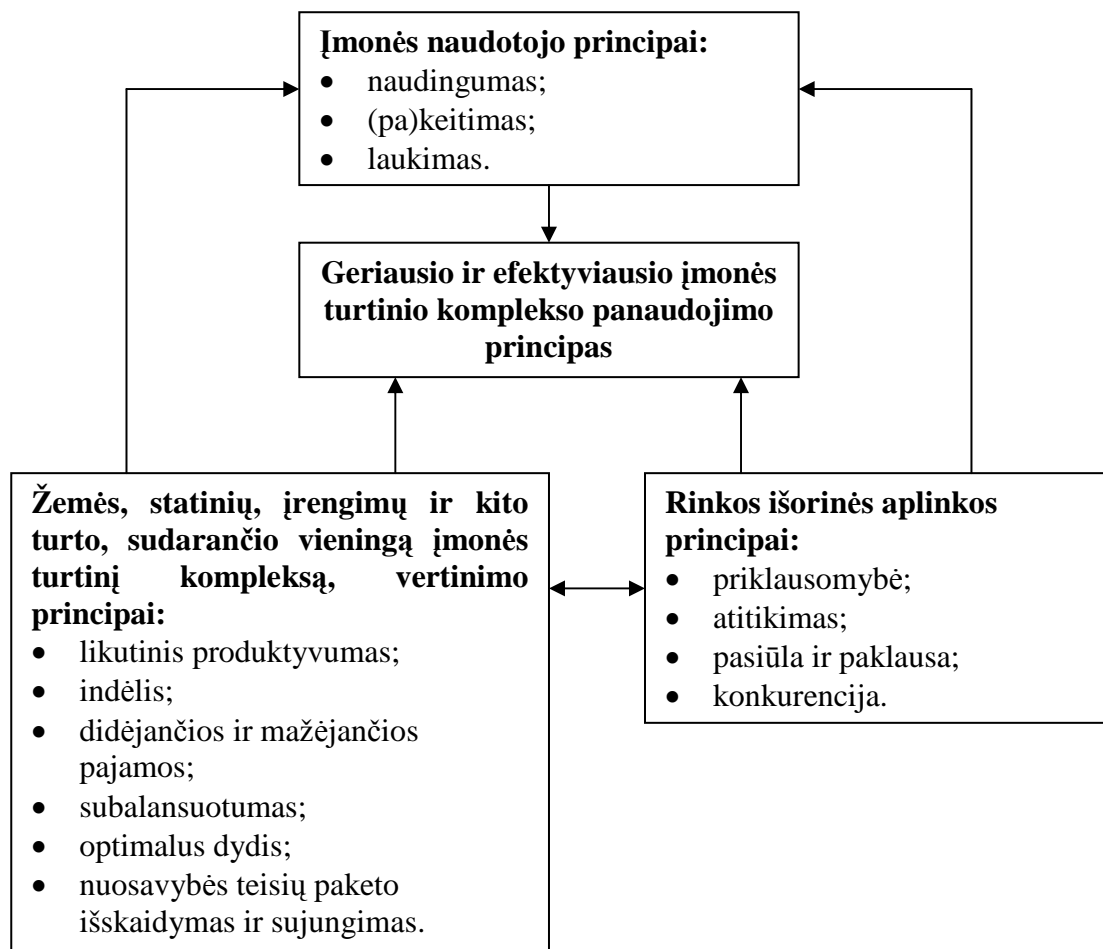 Įmonės naudotojo principai:
• naudingumas;
• (pa)keitimas;
• laukimas.
Geriausio ir efektyviausio įmonės
turtinio komplekso panaudojimo
principas
Žemės, statinių, įrengimų ir kito
turto, sudarančio vieningą įmonės
turtinį kompleksą, vertinimo
principai:
• likutinis produktyvumas;
• indėlis;
• didėjančios ir mažėjančios
pajamos;
• subalansuotumas;
• optimalus dydis;
• nuosavybės teisių paketo
išskaidymas ir sujungimas.
Rinkos išorinės aplinkos
principai:
• priklausomybė;
• atitikimas;
• pasiūla ir paklausa;
• konkurencija.